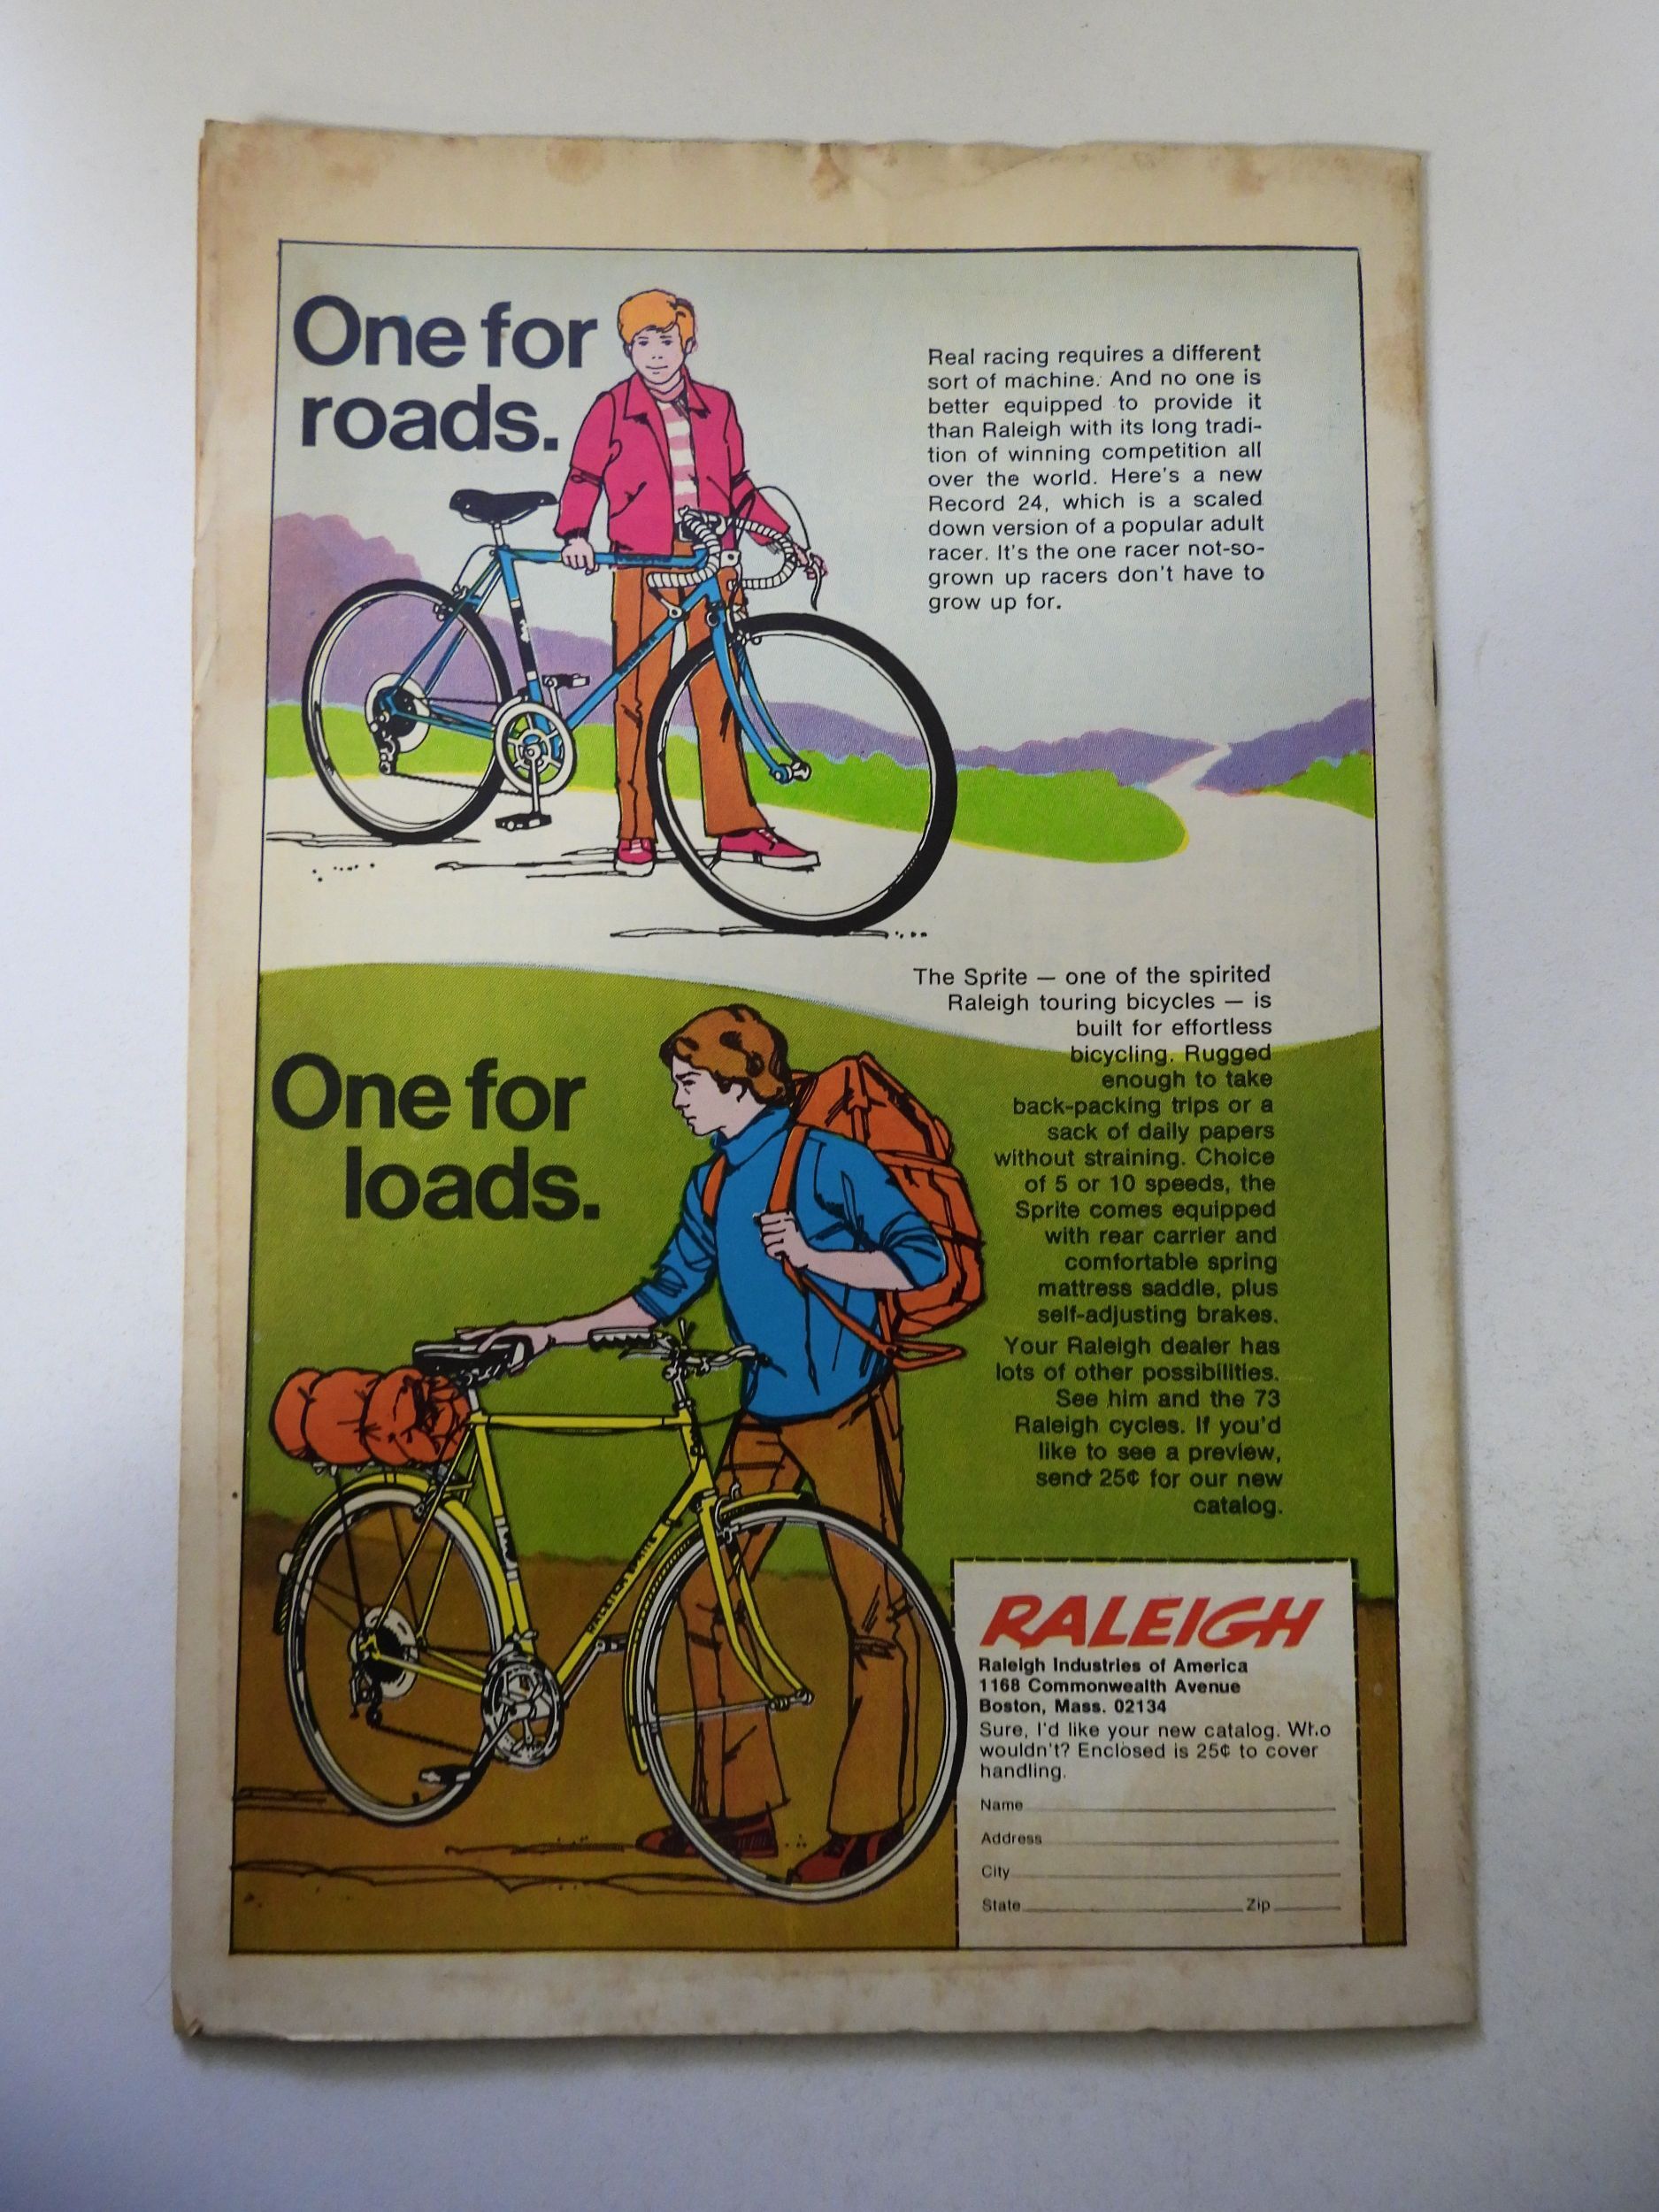 One for
roads.
Real racing requires a different
sort of machine. And no one is
better equipped to provide it
than Raleigh with its long tradi-
tion of winning competition all
over the world. Here's a new
Record 24, which is a scaled
down version of a popular adult
racer. It's the one racer not-so-
grown up racers don't have to
grow up for.
One for
loads.
The Sprite — one of the spirited
Raleigh touring bicycles — is
built for effortless
bicycling. Rugged
enough to take
back-packing trips or a
sack of daily papers
without straining. Choice
of 5 or 10 speeds, the
Sprite comes equipped
with rear carrier and
comfortable spring
mattress saddle, plus
self-adjusting brakes.
Your Raleigh dealer has
lots of other possibilities.
See him and the 73
Raleigh cycles. If you'd
like to see a preview,
send 25¢ for our new
catalog.
RALEIGH
Raleigh Industries of America
1168 Commonwealth Avenue
Boston, Mass. 02134
Sure, I'd like your new catalog. Who
wouldn't? Enclosed is 25¢ to cover
handling.
Name
Address
City
State Zip